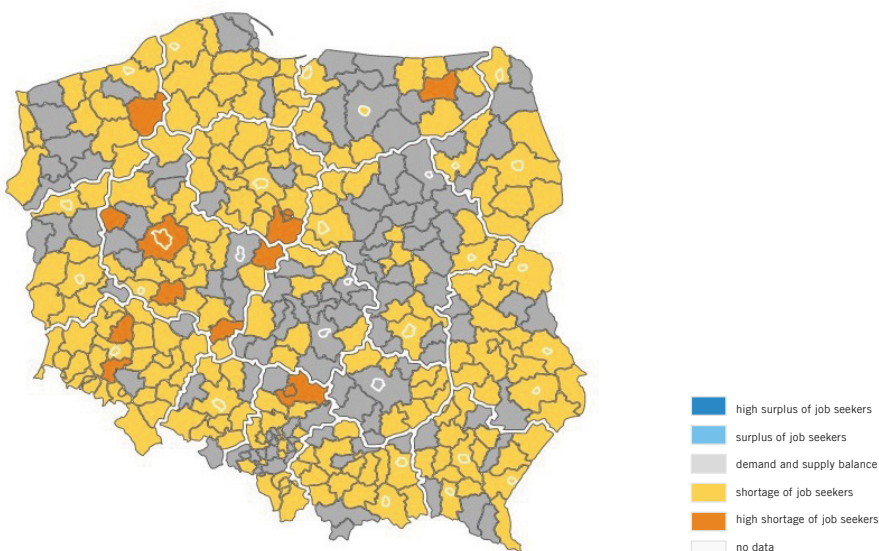 high surplus of job seekers
surplus of job seekers
demand and supply balance
shortage of job seekers
high shortage of job seekers
no data